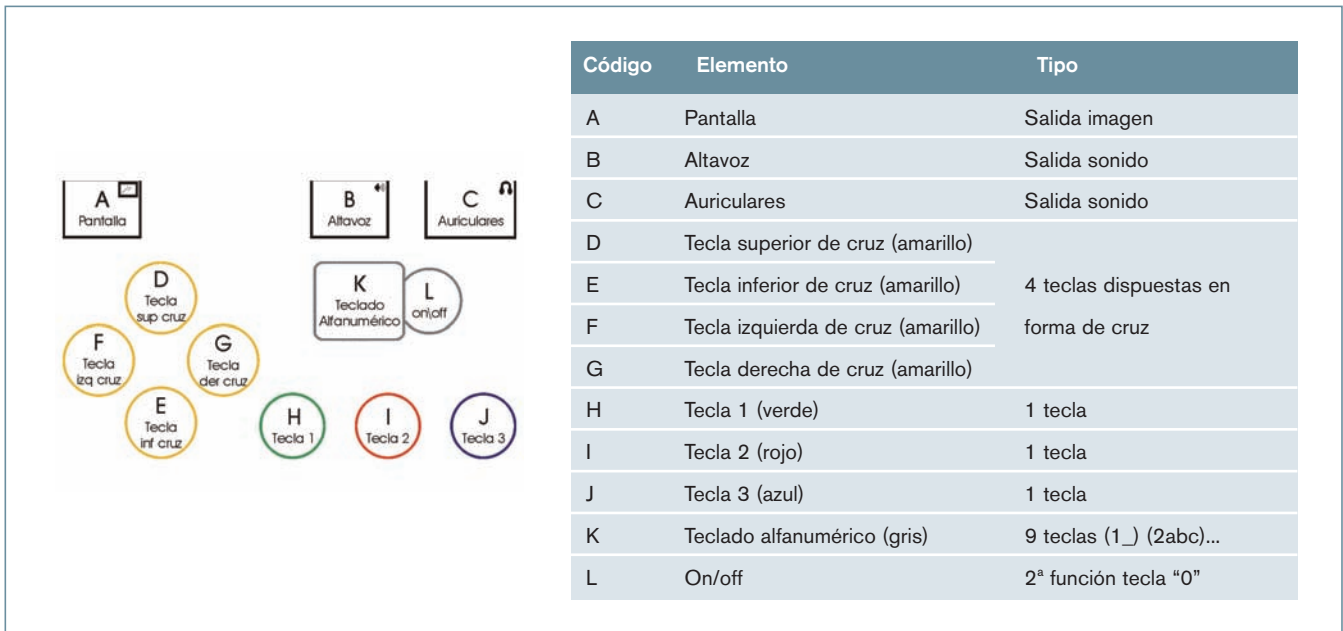 A
Pantalla
B
Altavoz
C
Auriculares
D
Tecla
sup cruz
K
Teclado
Alfanumérico
L
on\off
F
Tecla
izq cruz
G
Tecla
der cruz
E
Tecla
inf cruz
H
Tecla 1
I
Tecla 2
J
Tecla 3
Código Elemento Tipo
A Pantalla Salida imagen
B Altavoz Salida sonido
C Auriculares Salida sonido
D Tecla superior de cruz (amarillo)
E Tecla inferior de cruz (amarillo) 4 teclas dispuestas en
F Tecla izquierda de cruz (amarillo) forma de cruz
G Tecla derecha de cruz (amarillo)
H Tecla 1 (verde) 1 tecla
I Tecla 2 (rojo) 1 tecla
J Tecla 3 (azul) 1 tecla
K Teclado alfanumérico (gris) 9 teclas (1_) (2abc)...
L On/off 2ª función tecla “0”